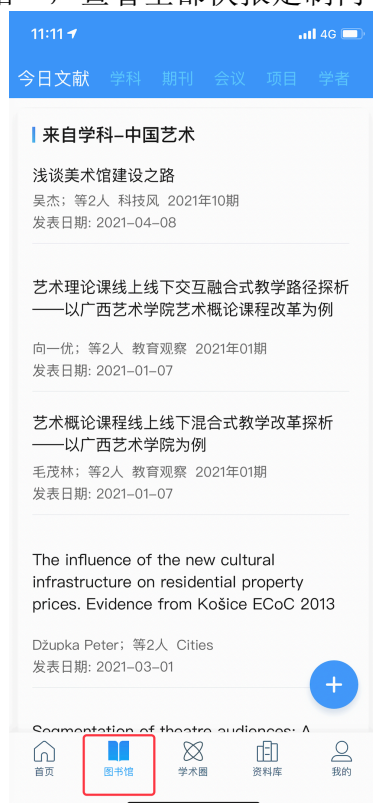 11:11 4G
今日文献 学科 期刊 会议 项目 学者
来自学科-中国艺术
浅谈美术馆建设之路
吴杰；等2人 科技风 2021年10期
发表日期: 2021-04-08
艺术理论课线上线下交互融合式教学路径探析
——以广西艺术学院艺术概论课程改革为例
向一优；等2人 教育观察 2021年01期
发表日期: 2021-01-07
艺术概论课程线上线下混合式教学改革探析
——以广西艺术学院为例
毛茂林；等2人 教育观察 2021年01期
发表日期: 2021-01-07
The influence of the new cultural
infrastructure on residential property
prices. Evidence from Košice ECoC 2013
Džupka Peter；等2人 Cities
发表日期: 2021-03-01
Segmentation of theatre audiences: A
首页 图书馆 学术圈 资料库 我的